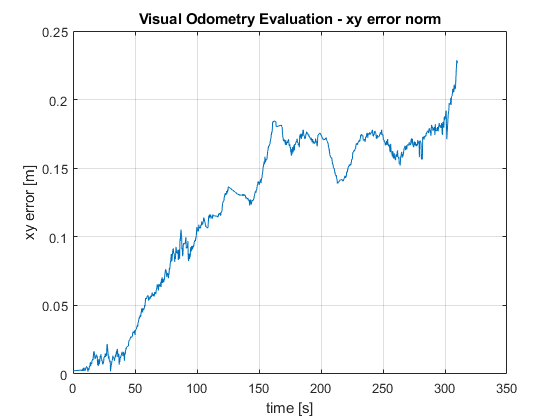 Visual Odometry Evaluation - xy error norm
0.25
0.2
0.15
0.1
0.05
0
xy error [m]
0 50 100 150 200 250 300 350
time [s]